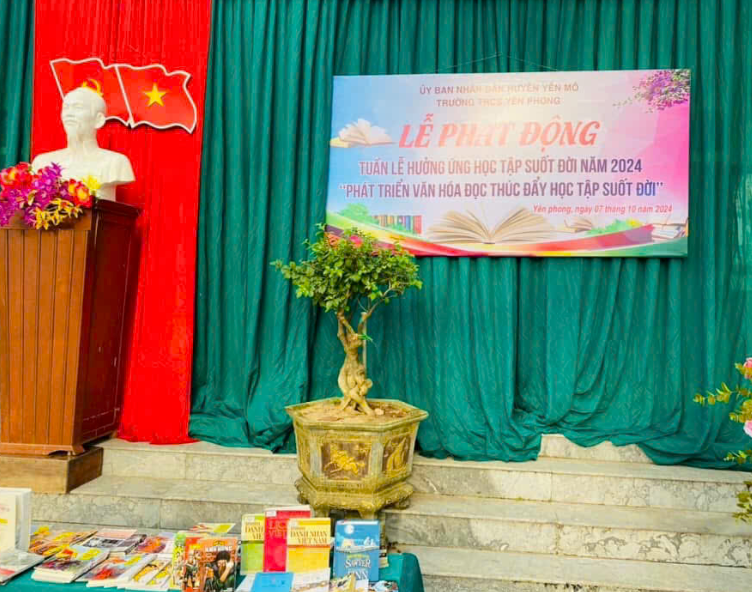 ỦY BAN NHÂN DÂN HUYỆN YÊN MÔ
TRƯỜNG THCS YÊN PHONG
LỄ PHÁT ĐỘNG
TUẦN LỄ HƯỞNG ỨNG HỌC TẬP SUỐT ĐỜI NĂM 2024
"PHÁT TRIỂN VĂN HÓA ĐỌC THÚC ĐẨY HỌC TẬP SUỐT ĐỜI"
Yên phong, ngày 07 tháng 10 năm 2024
DANH NHÂN
VIỆT NAM